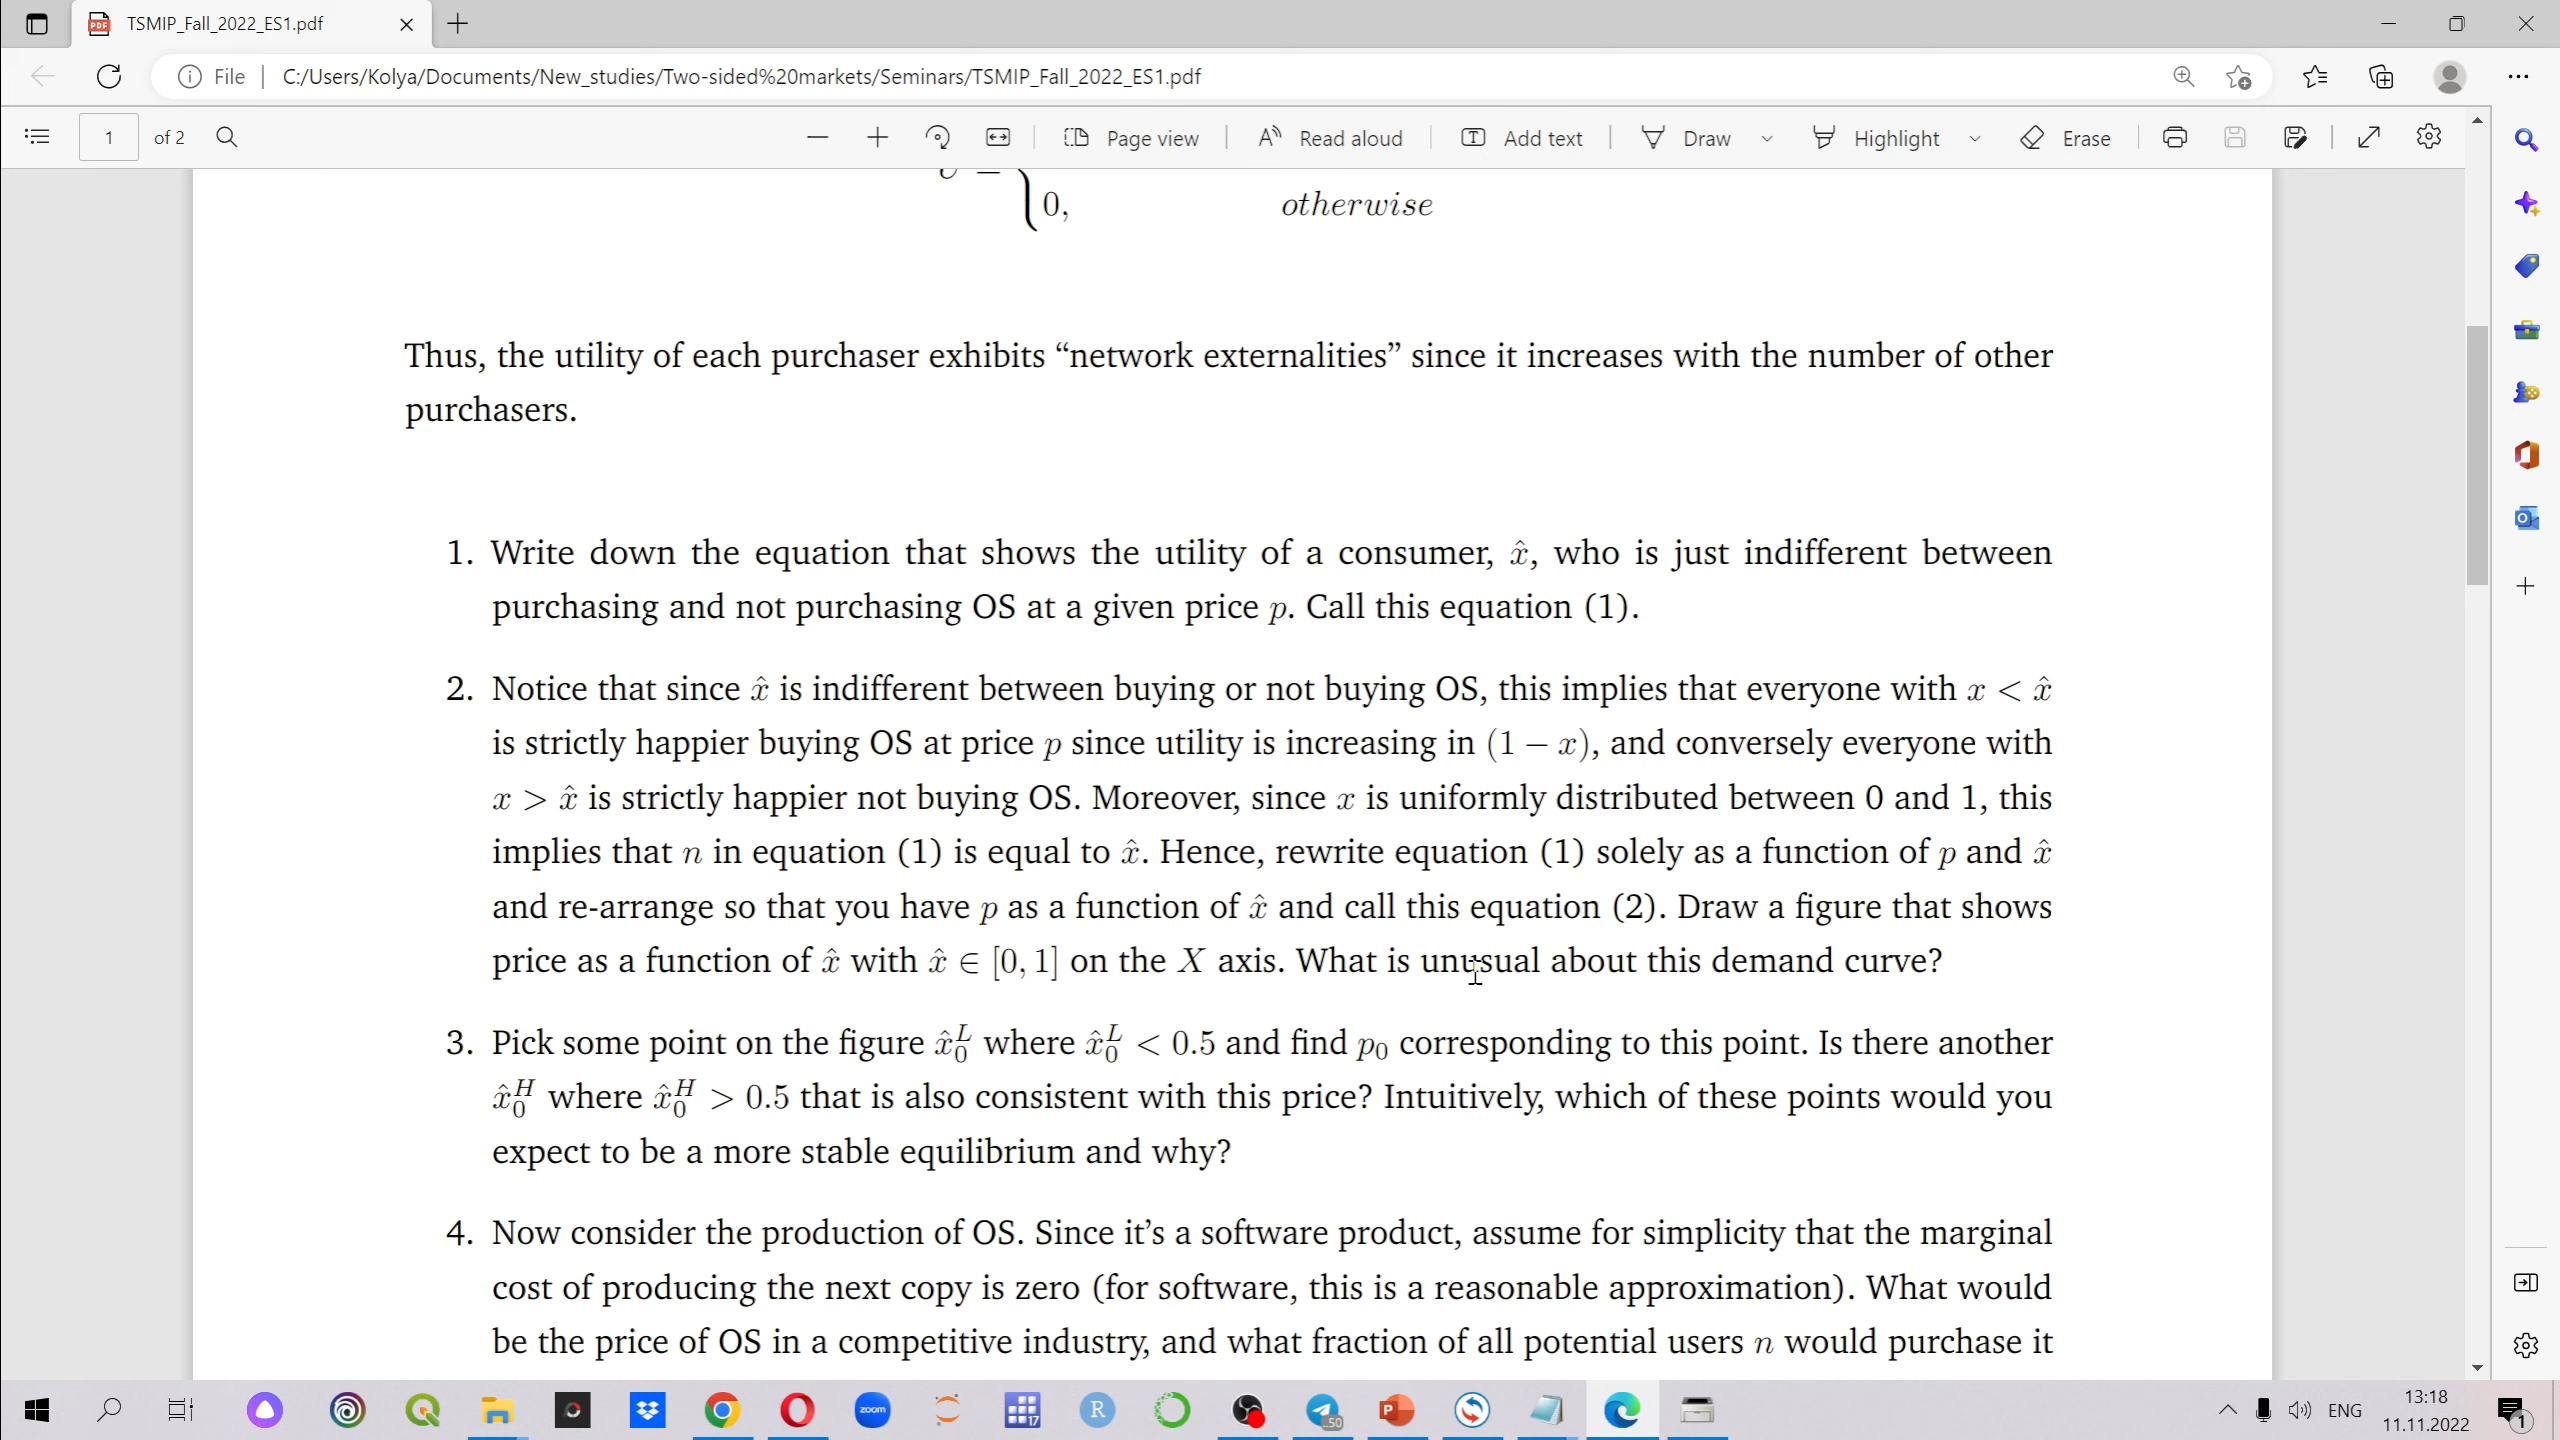 TSMIP_Fall_2022_ES1.pdf
File
C:/Users/Kolya/Documents/New_studies/Two-sided%20markets/Seminars/TSMIP_Fall_2022_ES1.pdf
1 of 2
Page view
Read aloud
Add text
Draw
Highlight
Erase
0, otherwise
Thus, the utility of each purchaser exhibits “network externalities” since it increases with the number of other
purchasers.
1. Write down the equation that shows the utility of a consumer, x̂, who is just indifferent between
purchasing and not purchasing OS at a given price p. Call this equation (1).
2. Notice that since x̂ is indifferent between buying or not buying OS, this implies that everyone with x < x̂
is strictly happier buying OS at price p since utility is increasing in (1 − x), and conversely everyone with
x > x̂ is strictly happier not buying OS. Moreover, since x is uniformly distributed between 0 and 1, this
implies that n in equation (1) is equal to x̂. Hence, rewrite equation (1) solely as a function of p and x̂
and re-arrange so that you have p as a function of x̂ and call this equation (2). Draw a figure that shows
price as a function of x̂ with x̂ ∈ [0, 1] on the X axis. What is unusual about this demand curve?
3. Pick some point on the figure x̂₀ᴸ where x̂₀ᴸ < 0.5 and find p₀ corresponding to this point. Is there another
x̂₀ᴴ where x̂₀ᴴ > 0.5 that is also consistent with this price? Intuitively, which of these points would you
expect to be a more stable equilibrium and why?
4. Now consider the production of OS. Since it’s a software product, assume for simplicity that the marginal
cost of producing the next copy is zero (for software, this is a reasonable approximation). What would
be the price of OS in a competitive industry, and what fraction of all potential users n would purchase it
zoom
17
R
..50
P
ENG
13:18
11.11.2022
1